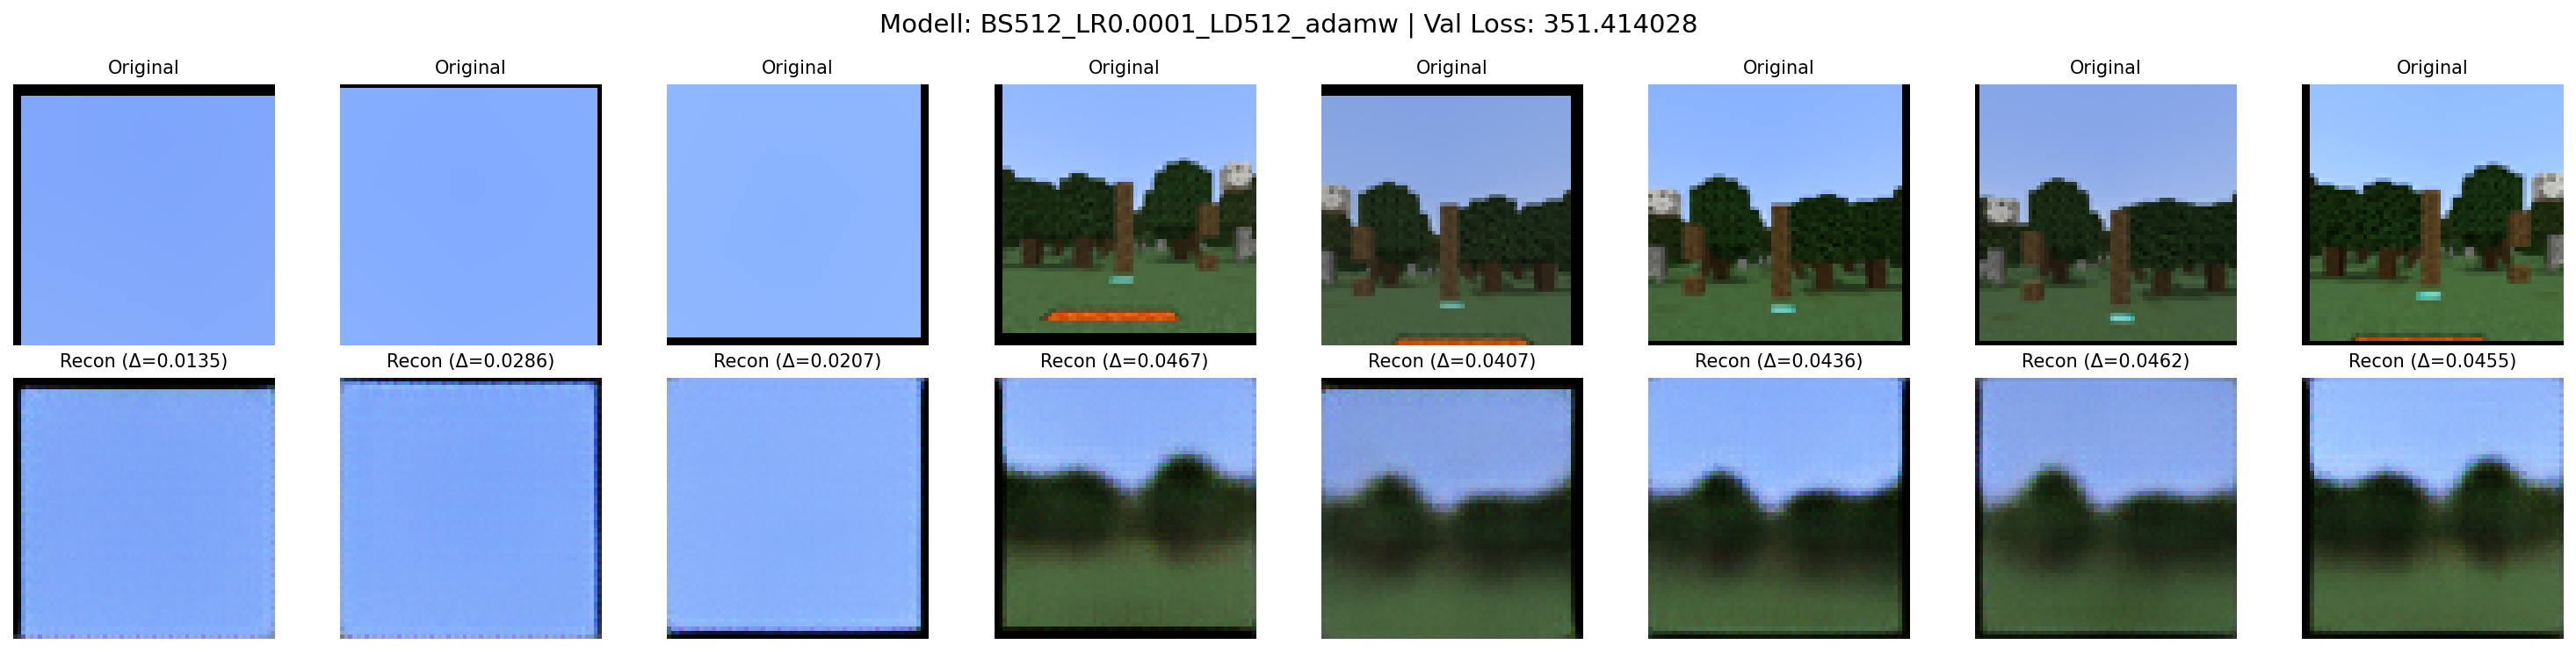 Modell: BS512_LR0.0001_LD512_adamw | Val Loss: 351.414028
Original
Original
Original
Original
Original
Original
Original
Original
Recon (Δ=0.0135)
Recon (Δ=0.0286)
Recon (Δ=0.0207)
Recon (Δ=0.0467)
Recon (Δ=0.0407)
Recon (Δ=0.0436)
Recon (Δ=0.0462)
Recon (Δ=0.0455)